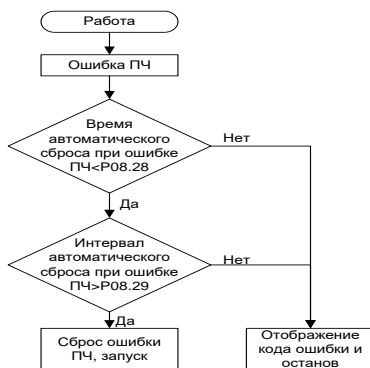 Работа
Ошибка ПЧ
Время
автоматического
сброса при ошибке
ПЧ<P08.28
Нет
Да
Интервал
автоматического
сброса при ошибке
ПЧ>P08.29
Нет
Да
Сброс ошибки
ПЧ, запуск
Отображение
кода ошибки и
останов